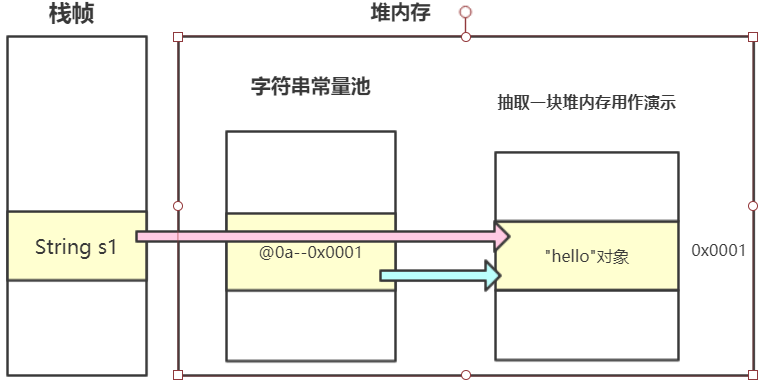 栈帧
堆内存
字符串常量池
抽取一块堆内存用作演示
String s1
@0a--0x0001
"hello"对象
0x0001